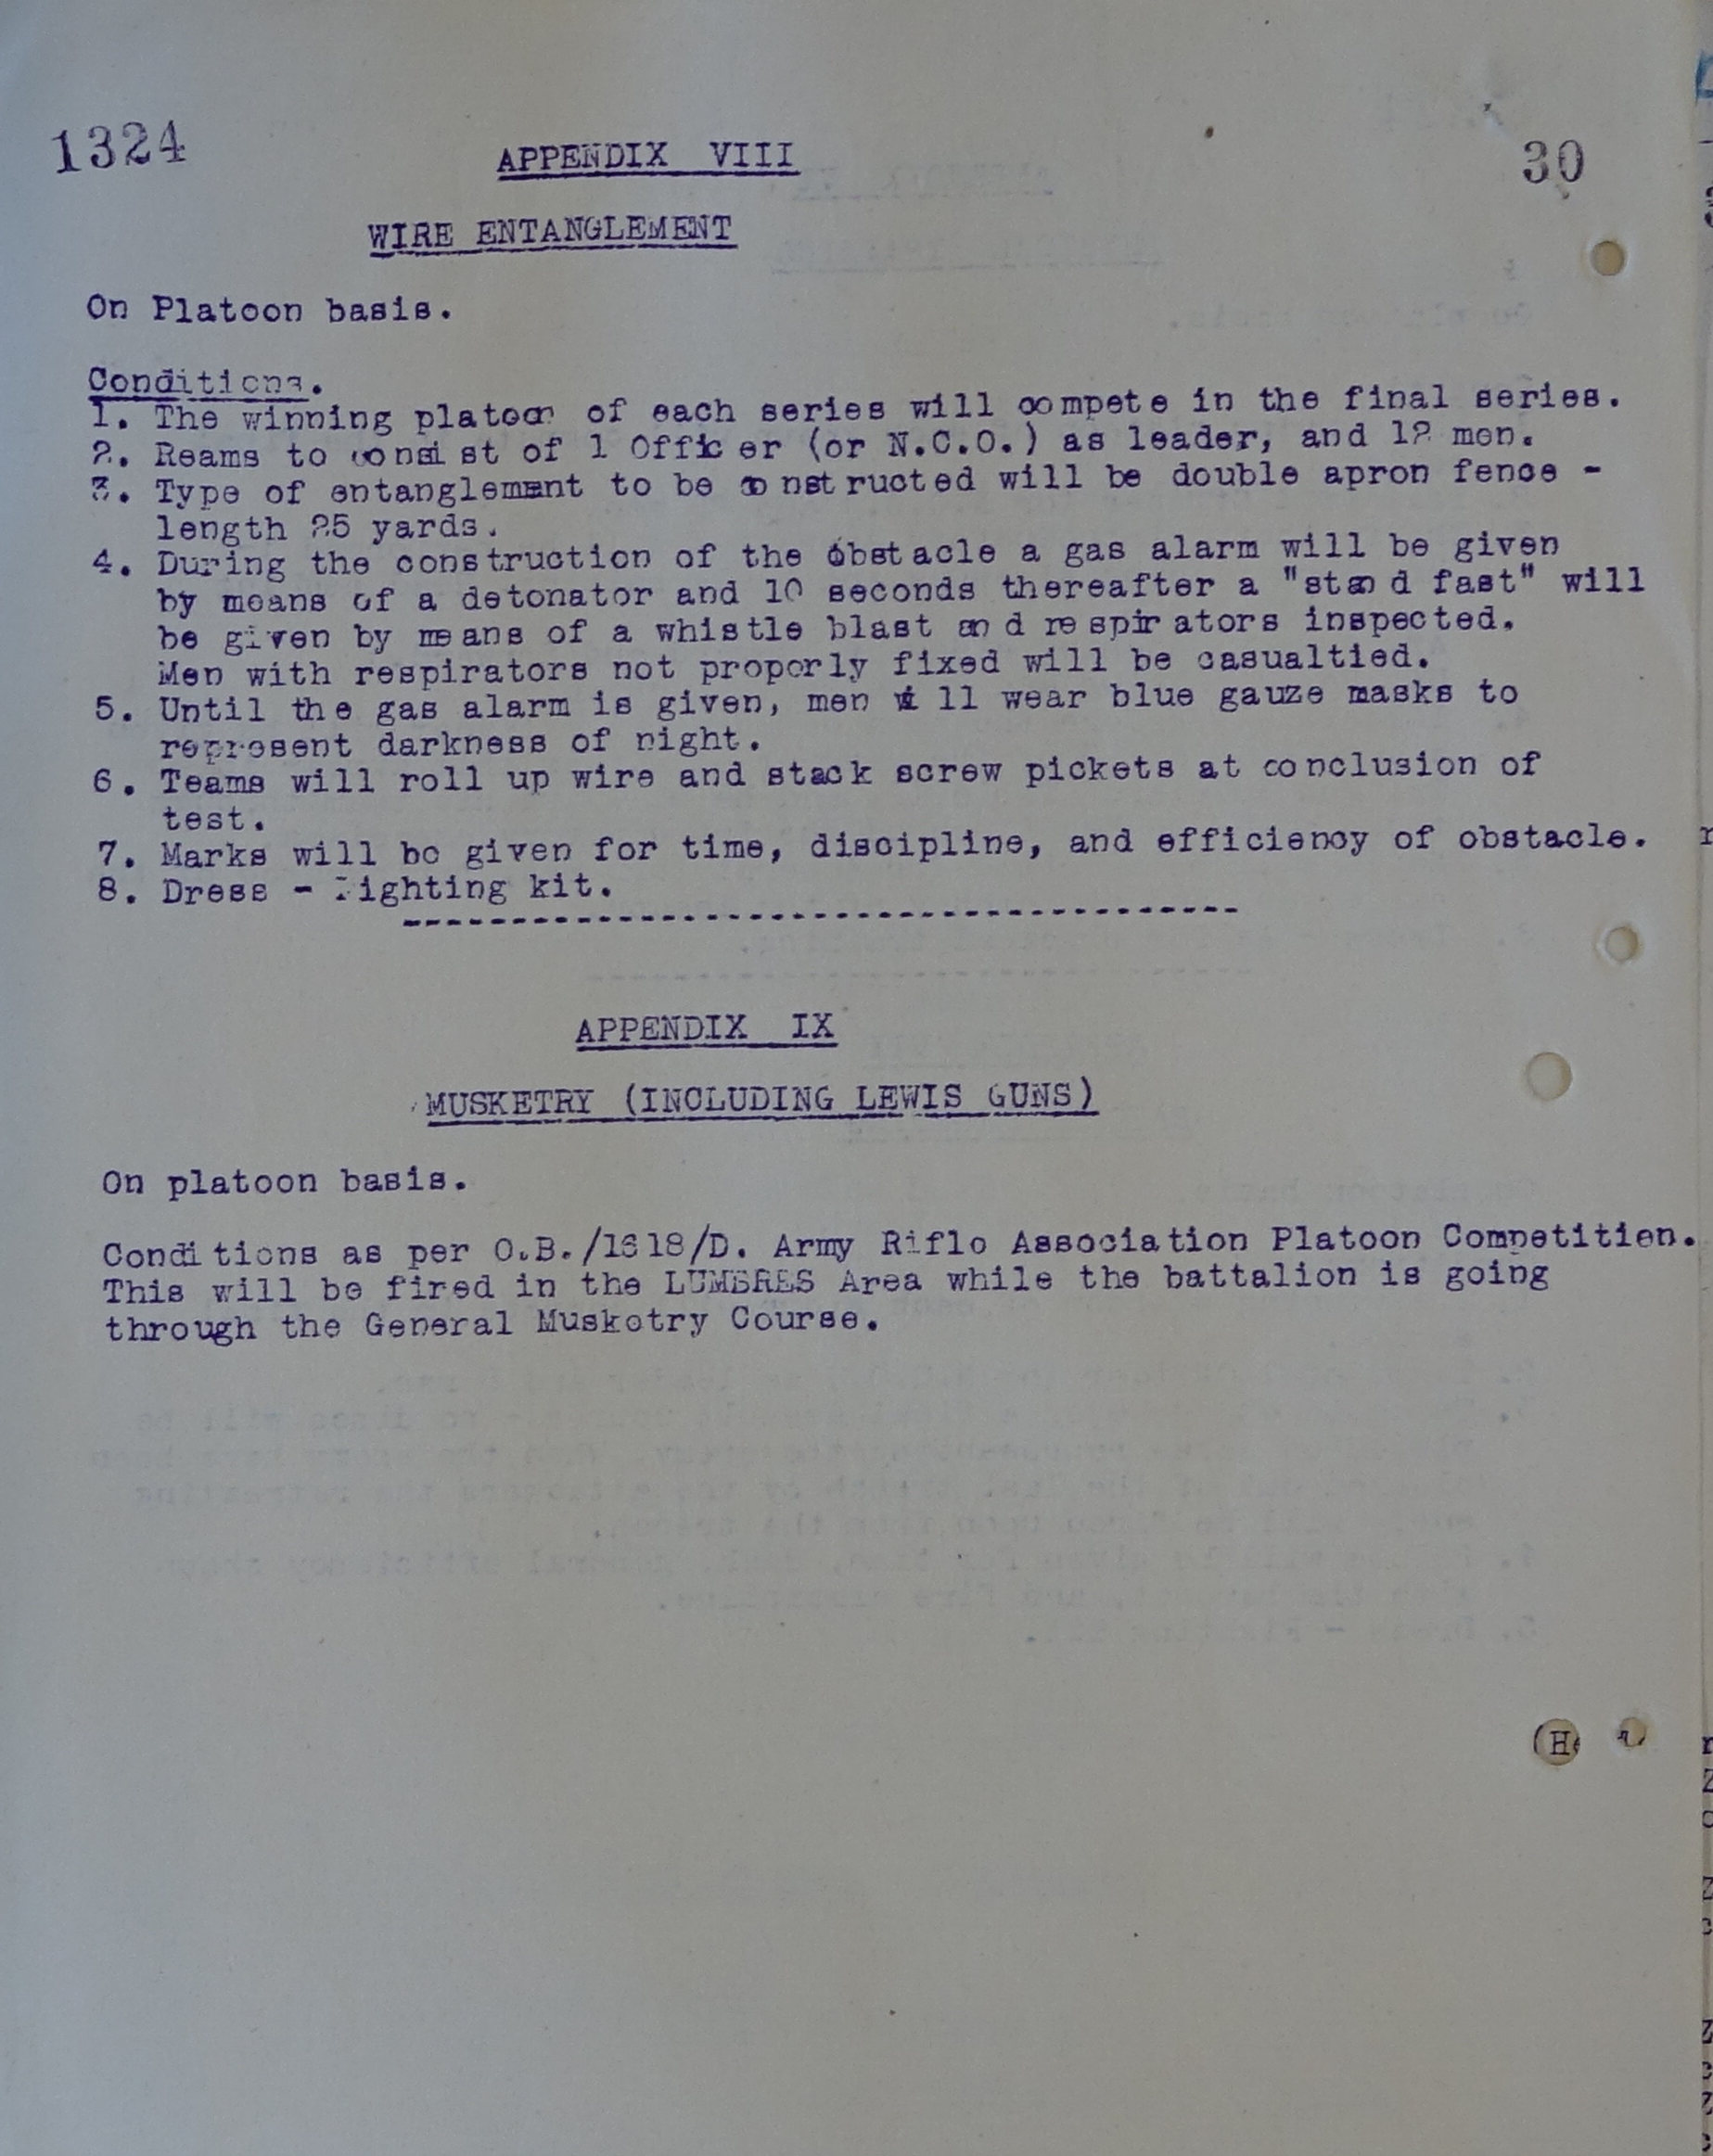 1324
APPENDIX VIII
30
WIRE ENTANGLEMENT
On Platoon basis.
Conditions.
1. The winning platoon of each series will compete in the final series.
2. Reams to consist of 1 Officer (or N.C.O.) as leader, and 12 men.
3. Type of entanglement to be constructed will be double apron fence -
length 25 yards.
4. During the construction of the obstacle a gas alarm will be given
by means of a detonator and 10 seconds thereafter a "stand fast" will
be given by means of a whistle blast and respirators inspected.
Men with respirators not properly fixed will be casualtied.
5. Until the gas alarm is given, men will wear blue gauze masks to
represent darkness of night.
6. Teams will roll up wire and stack screw pickets at conclusion of
test.
7. Marks will be given for time, discipline, and efficiency of obstacle.
8. Dress - Fighting kit.
----------------------------------------
APPENDIX IX
MUSKETRY (INCLUDING LEWIS GUNS)
On platoon basis.
Conditions as per O.B./1618/D. Army Rifle Association Platoon Competition.
This will be fired in the LUMBRES Area while the battalion is going
through the General Musketry Course.
(H